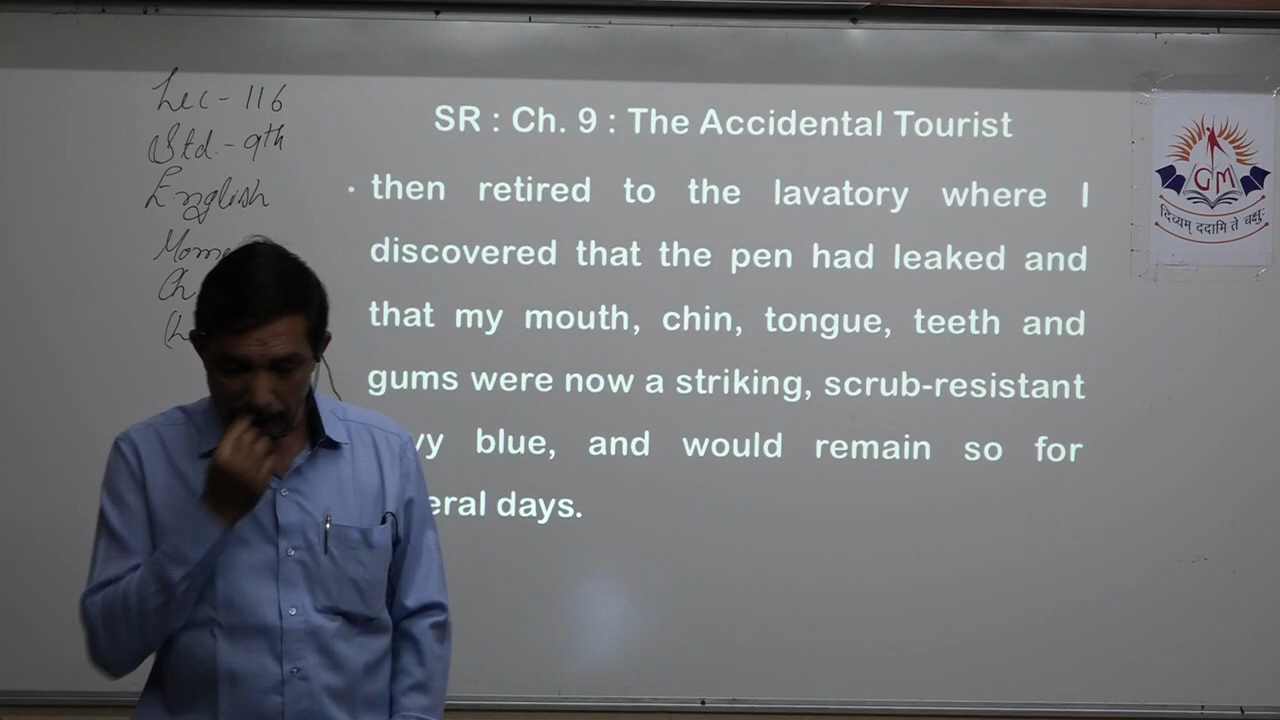 Lec - 116
Std. - 9th
English
SR : Ch. 9 : The Accidental Tourist
• then retired to the lavatory where I
discovered that the pen had leaked and
that my mouth, chin, tongue, teeth and
gums were now a striking, scrub-resistant
blue, and would remain so for
days.
GM
दिव्यम् ददामि ते चक्षुः